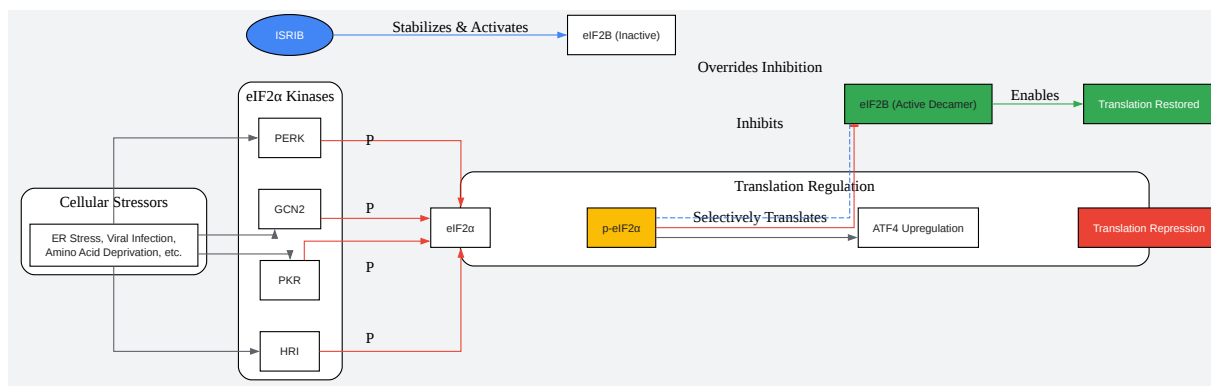 ISRIB
Stabilizes & Activates
eIF2B (Inactive)
Overrides Inhibition
eIF2α Kinases
eIF2B (Active Decamer)
Enables
Translation Restored
Inhibits
PERK
P
Translation Regulation
Cellular Stressors
GCN2
P
eIF2α
p-eIF2α
Selectively Translates
ATF4 Upregulation
Translation Repression
ER Stress, Viral Infection,
Amino Acid Deprivation, etc.
PKR
P
HRI
P